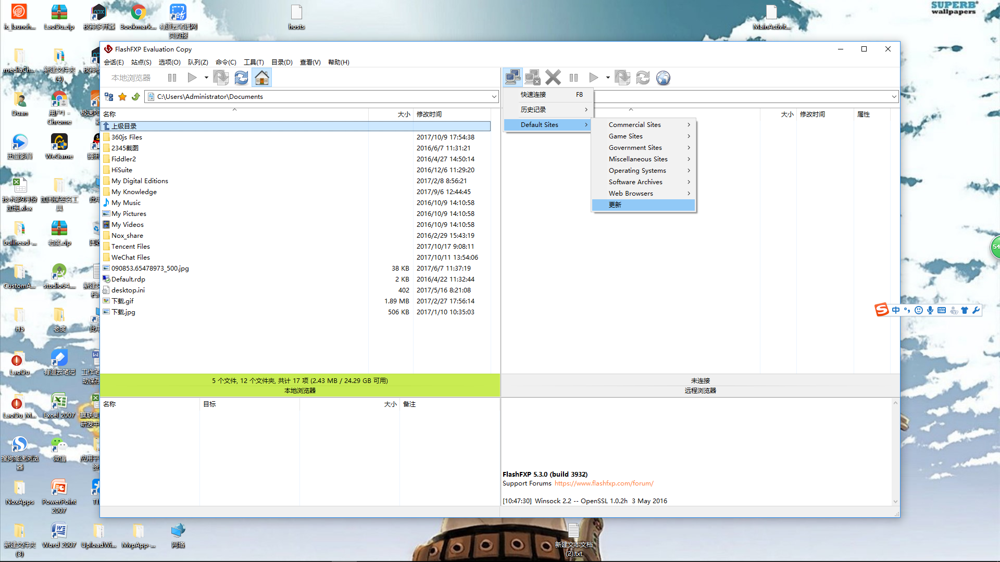 SUPERB
wallpapers
ic_launch...
LaoDu.zip
夜神多开器
Bookmark...
有道云笔记网
页剪报
hosts
MainActivit...
mediaCh...
新建文件夹
(4)
Duan
用户1 -
Chrome
迅雷影音
WeGame
技术部9月份
加班.xlsx
加固保签名工
具
bullhead-...
老度.zip
CustomA...
studio64....
H5
老度
LaoDu
有道云笔记
LaoDu_M...
Excel 2007
搜狗高速浏览
器
微信
NoxApps
PowerPoint
2007
新建文件夹
(3)
Word 2007
UploadWi...
MvpApp-...
网络
新建文本文档
(2).txt
FlashFXP Evaluation Copy
会话(E) 站点(S) 选项(O) 队列(Z) 命令(C) 工具(T) 目录(D) 查看(V) 帮助(H)
本地浏览器
C:\Users\Administrator\Documents
名称 大小 修改时间
上级目录
360js Files 2017/10/9 17:54:38
2345截图 2016/6/7 11:31:21
Fiddler2 2016/4/27 14:50:14
HiSuite 2016/12/6 11:29:20
My Digital Editions 2017/2/8 8:56:21
My Knowledge 2017/9/6 12:44:45
My Music 2016/10/9 14:10:58
My Pictures 2016/10/9 14:10:58
My Videos 2016/10/9 14:10:58
Nox_share 2016/2/29 15:43:19
Tencent Files 2017/10/17 9:08:11
WeChat Files 2017/10/11 13:54:06
090853.65478973_500.jpg 38 KB 2017/6/7 11:37:19
Default.rdp 2 KB 2016/4/22 11:32:44
desktop.ini 402 2017/5/16 8:21:08
下载.gif 1.89 MB 2017/2/27 17:56:14
下载.jpg 506 KB 2017/1/10 10:35:03
5 个文件, 12 个文件夹, 共计 17 项 (2.43 MB / 24.29 GB 可用)
本地浏览器
名称 目标 大小 备注
快速连接 F8
历史记录
Default Sites
Commercial Sites
Game Sites
Government Sites
Miscellaneous Sites
Operating Systems
Software Archives
Web Browsers
更新
大小 修改时间 属性
未连接
远程浏览器
FlashFXP 5.3.0 (build 3932)
Support Forums https://www.flashfxp.com/forum/
[10:47:30] Winsock 2.2 -- OpenSSL 1.0.2h 3 May 2016
中
54